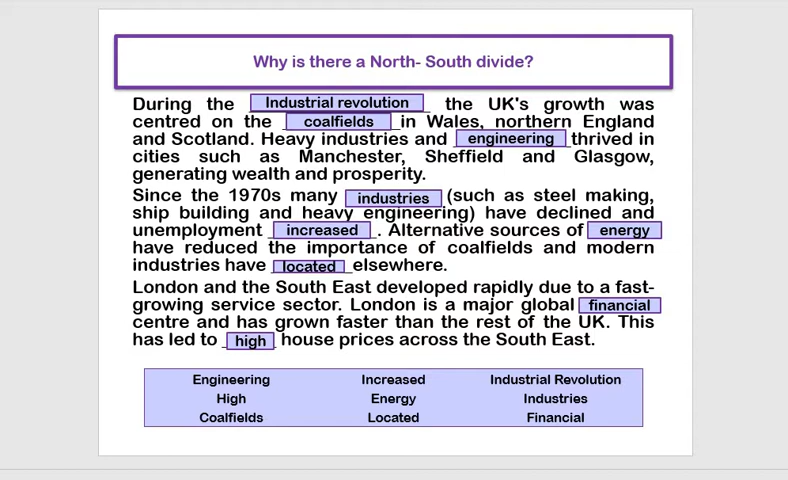 Why is there a North- South divide?
During the Industrial revolution the UK's growth was
centred on the coalfields in Wales, northern England
and Scotland. Heavy industries and engineering thrived in
cities such as Manchester, Sheffield and Glasgow,
generating wealth and prosperity.
Since the 1970s many industries (such as steel making,
ship building and heavy engineering) have declined and
unemployment increased . Alternative sources of energy
have reduced the importance of coalfields and modern
industries have located elsewhere.
London and the South East developed rapidly due to a fast-
growing service sector. London is a major global financial
centre and has grown faster than the rest of the UK. This
has led to high house prices across the South East.
Engineering Increased Industrial Revolution
High Energy Industries
Coalfields Located Financial